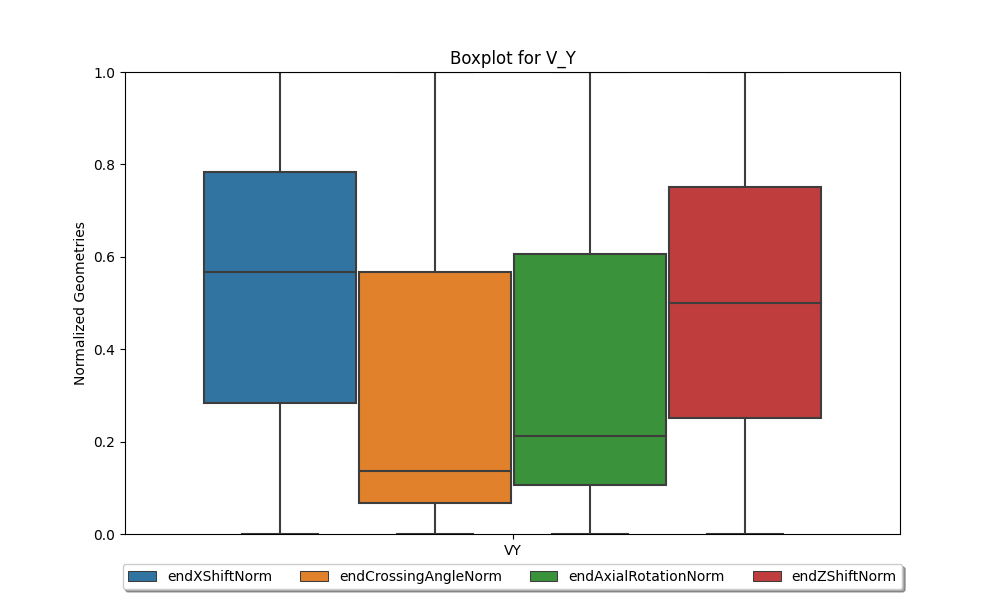 Boxplot for V_Y
Normalized Geometries
1.0
0.8
0.6
0.4
0.2
0.0
VY
endXShiftNorm endCrossingAngleNorm endAxialRotationNorm endZShiftNorm